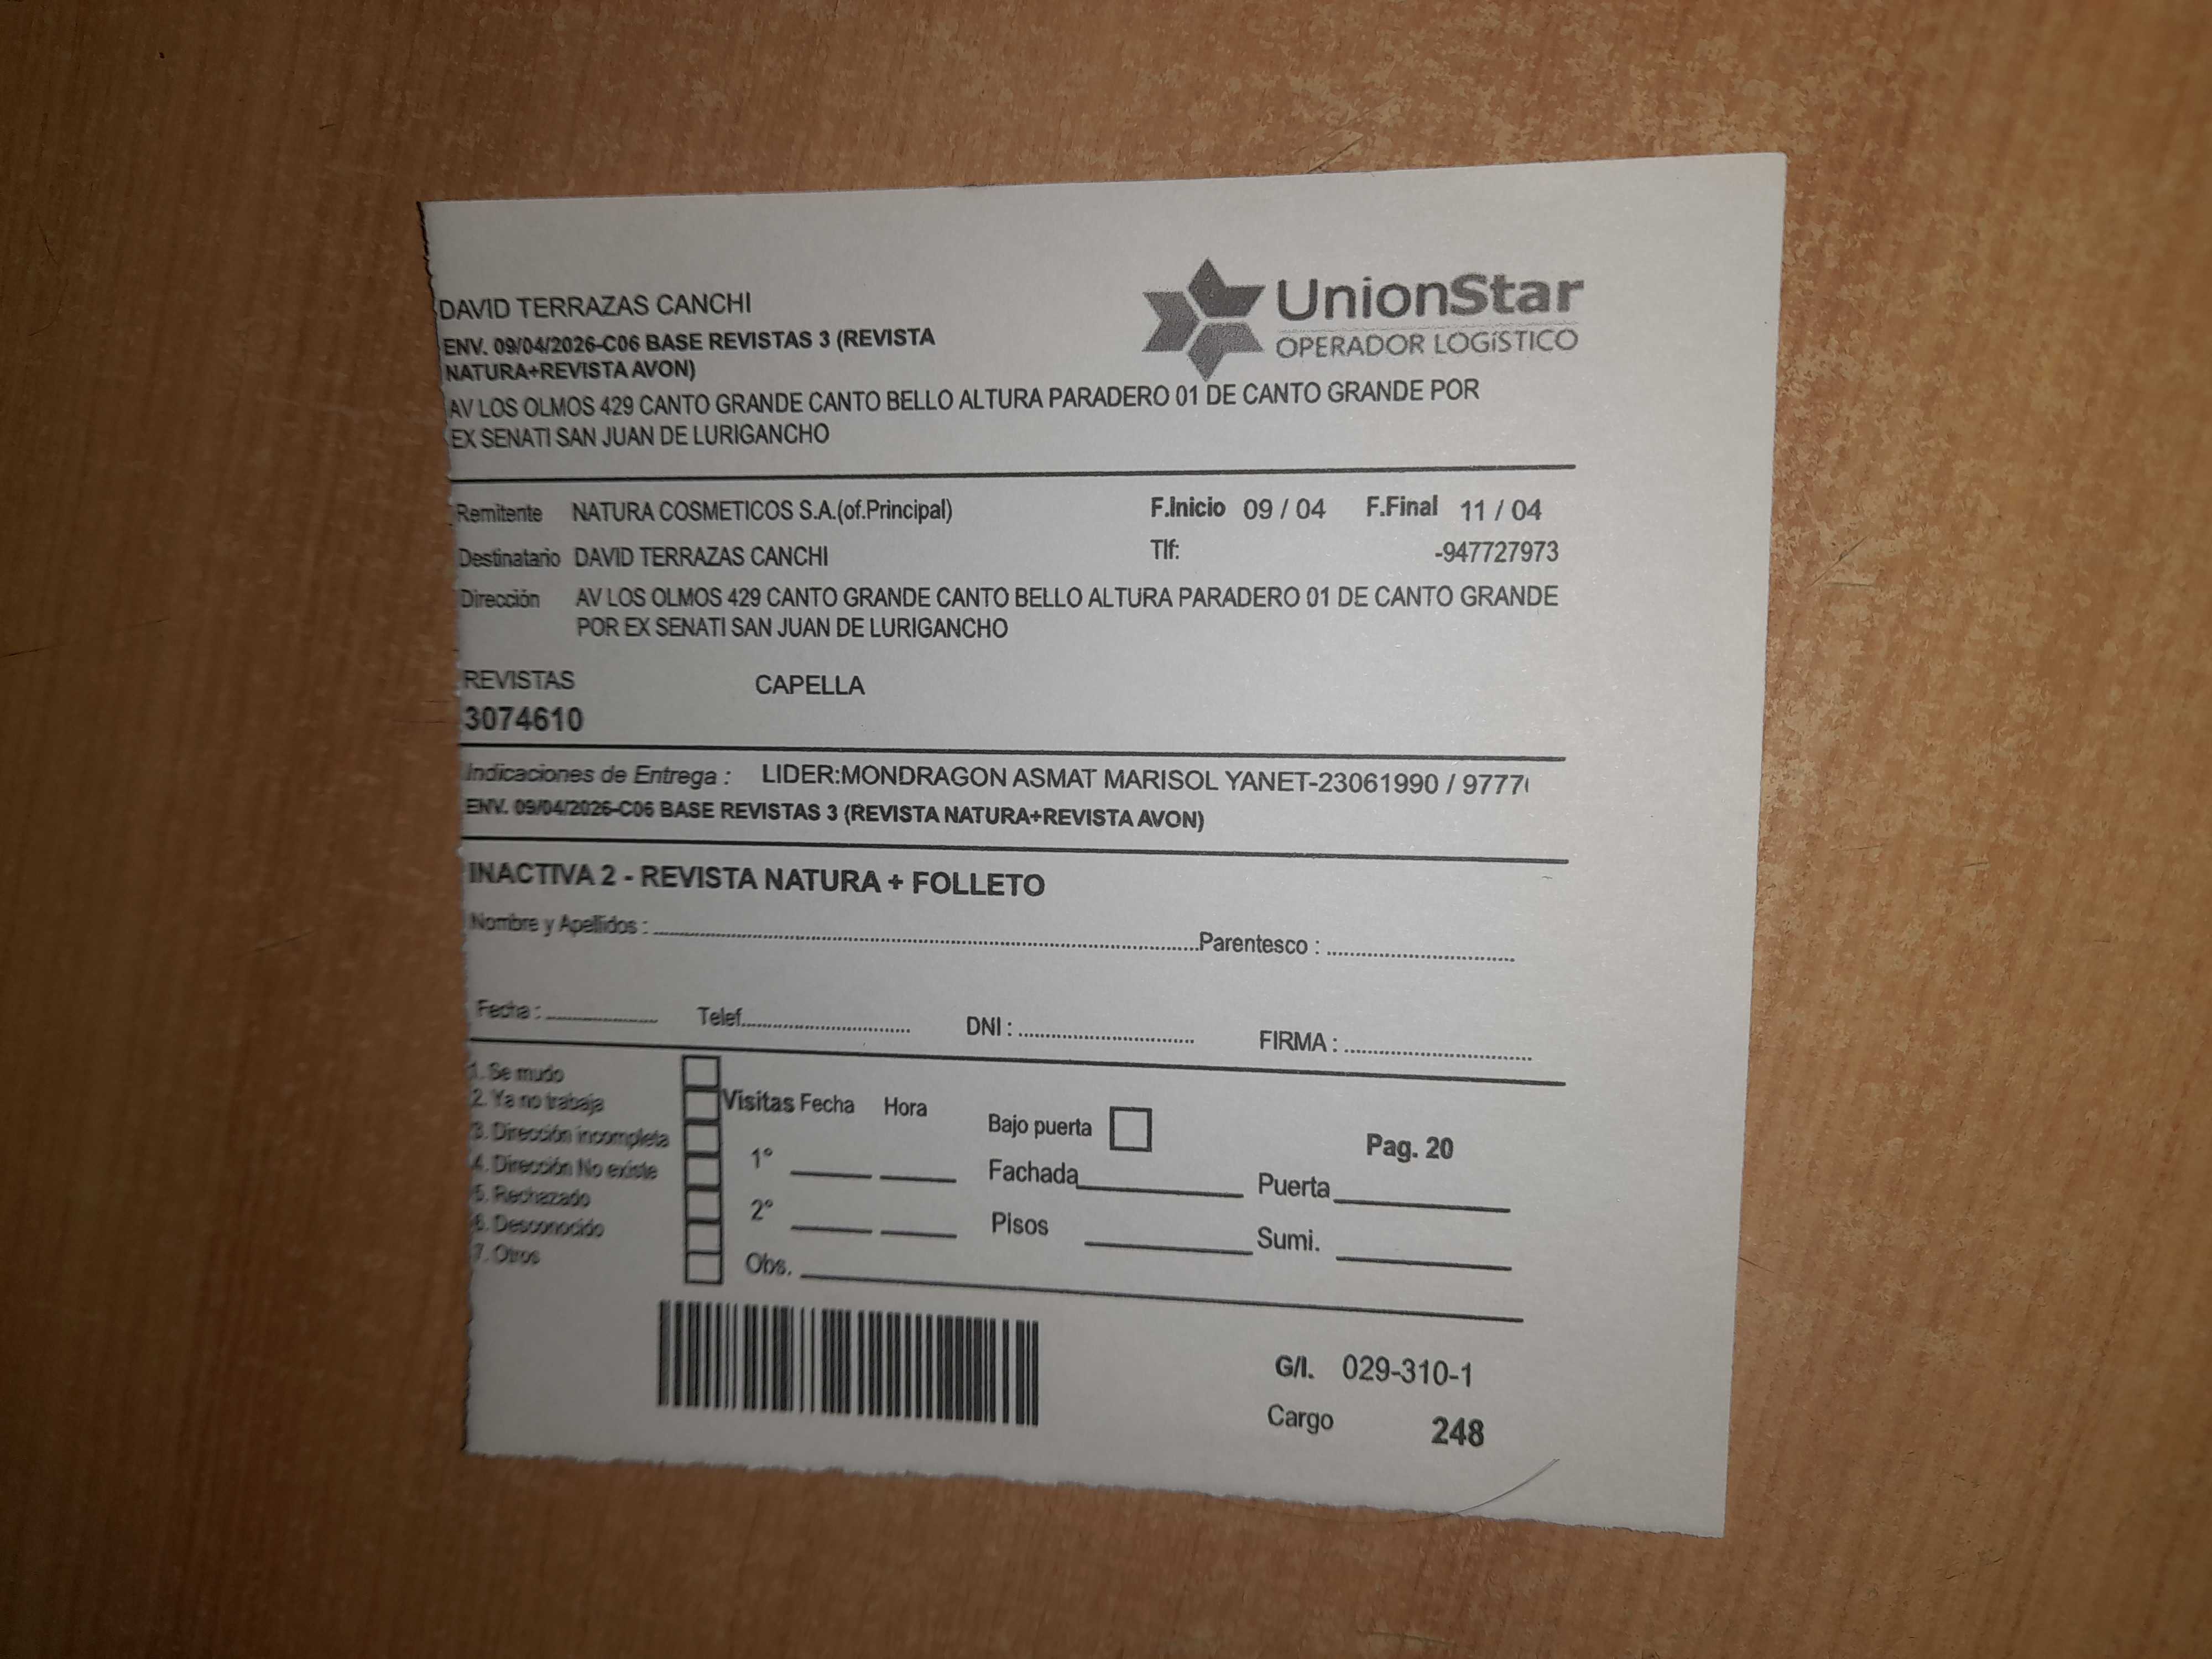 DAVID TERRAZAS CANCHI
UnionStar
OPERADOR LOGÍSTICO
ENV. 09/04/2026-C06 BASE REVISTAS 3 (REVISTA
NATURA+REVISTA AVON)
AV LOS OLMOS 429 CANTO GRANDE CANTO BELLO ALTURA PARADERO 01 DE CANTO GRANDE POR
EX SENATI SAN JUAN DE LURIGANCHO
Remitente NATURA COSMETICOS S.A.(of.Principal) F.Inicio 09 / 04 F.Final 11 / 04
Destinatario DAVID TERRAZAS CANCHI Tlf: -947727973
Dirección AV LOS OLMOS 429 CANTO GRANDE CANTO BELLO ALTURA PARADERO 01 DE CANTO GRANDE
POR EX SENATI SAN JUAN DE LURIGANCHO
REVISTAS CAPELLA
3074610
Indicaciones de Entrega : LIDER:MONDRAGON ASMAT MARISOL YANET-23061990 / 9777
ENV. 09/04/2026-C06 BASE REVISTAS 3 (REVISTA NATURA+REVISTA AVON)
INACTIVA 2 - REVISTA NATURA + FOLLETO
Nombre y Apellidos : Parentesco :
Fecha : Telef. DNI : FIRMA :
1. Se mudo
2. Ya no trabaja Visitas Fecha Hora Bajo puerta Pag. 20
3. Dirección incompleta
4. Dirección No existe 1° Fachada Puerta
5. Rechazado
6. Desconocido 2° Pisos Sumi.
7. Otros Obs.
G/I. 029-310-1
Cargo 248